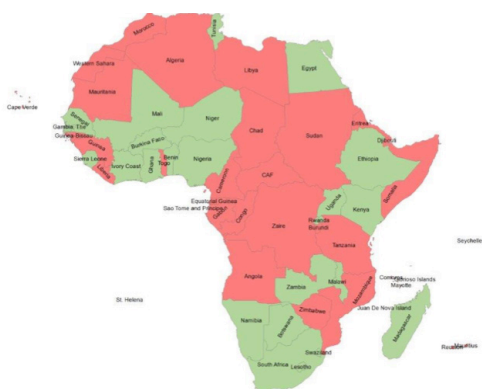 Tunisia
Morocco
Algeria
Western Sahara
Libya
Egypt
Mauritania
Cape Verde
Mali
Niger
Senegal
Chad
Sudan
Eritrea
Gambia, The
Guinea Bissau
Burkina Faso
Djibouti
Guinea
Benin
Nigeria
Ethiopia
Sierra Leone
Ivory Coast
Ghana
Togo
Liberia
CAF
Somalia
Cameroon
Equatorial Guinea
Sao Tome and Principe
Gabon
Congo
Uganda
Kenya
Zaire
Rwanda
Burundi
Seychelle
Tanzania
Angola
Comoros
Glorioso Islands
Mayotte
Zambia
Malawi
Mozambique
St. Helena
Juan De Nova Island
Zimbabwe
Madagascar
Namibia
Botswana
Reunion
Mauritius
Swaziland
South Africa
Lesotho